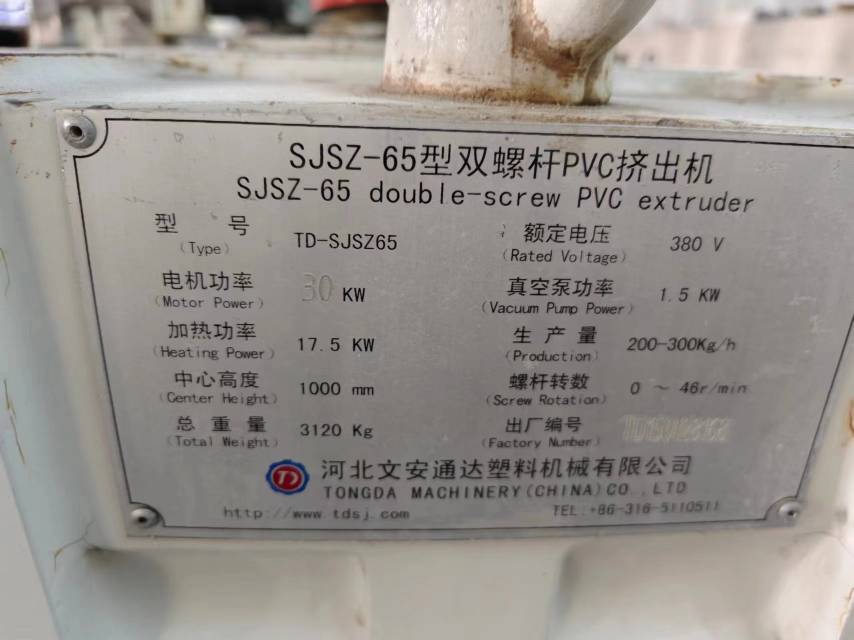 SJSZ-65型双螺杆PVC挤出机
SJSZ-65 double-screw PVC extruder
型 号 TD-SJSZ65 额定电压 380 V
(Type) (Rated Voltage)
电机功率 30 KW 真空泵功率 1.5 KW
(Motor Power) (Vacuum Pump Power)
加热功率 17.5 KW 生 产 量 200-300Kg/h
(Heating Power) (Production)
中心高度 1000 mm 螺杆转数 0 ~ 46r/min
(Center Height) (Screw Rotation)
总 重 量 3120 Kg 出厂编号
(Total Weight) (Factory Number)
TD 河北文安通达塑料机械有限公司
TONGDA MACHINERY(CHINA)CO.,LTD
http://www.tdsj.com TEL:+86-316-5110511